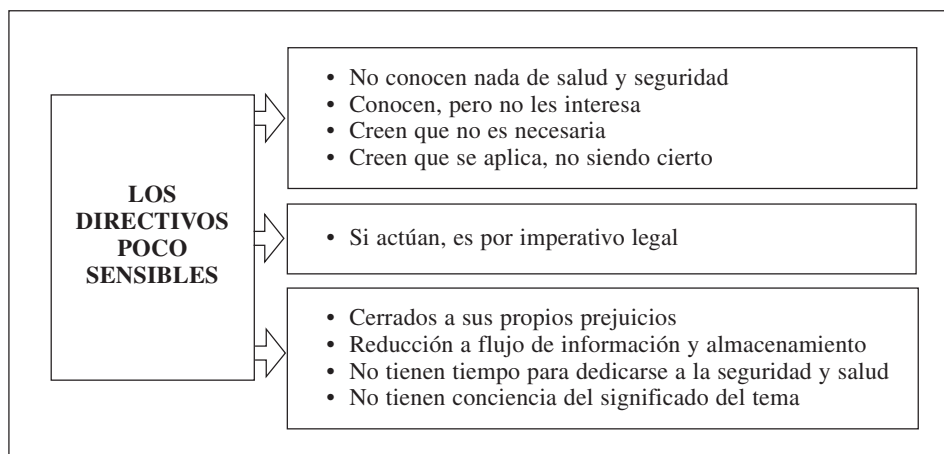 LOS
DIRECTIVOS
POCO
SENSIBLES
• No conocen nada de salud y seguridad
• Conocen, pero no les interesa
• Creen que no es necesaria
• Creen que se aplica, no siendo cierto
• Si actúan, es por imperativo legal
• Cerrados a sus propios prejuicios
• Reducción a flujo de información y almacenamiento
• No tienen tiempo para dedicarse a la seguridad y salud
• No tienen conciencia del significado del tema